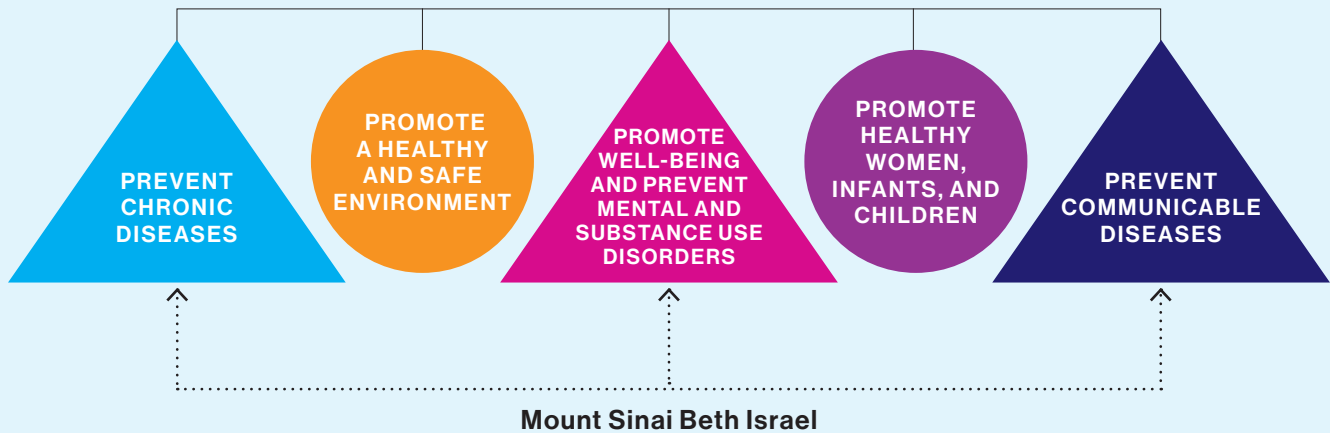 PREVENT
CHRONIC
DISEASES
PROMOTE
A HEALTHY
AND SAFE
ENVIRONMENT
PROMOTE
WELL-BEING
AND PREVENT
MENTAL AND
SUBSTANCE USE
DISORDERS
PROMOTE
HEALTHY
WOMEN,
INFANTS, AND
CHILDREN
PREVENT
COMMUNICABLE
DISEASES
Mount Sinai Beth Israel